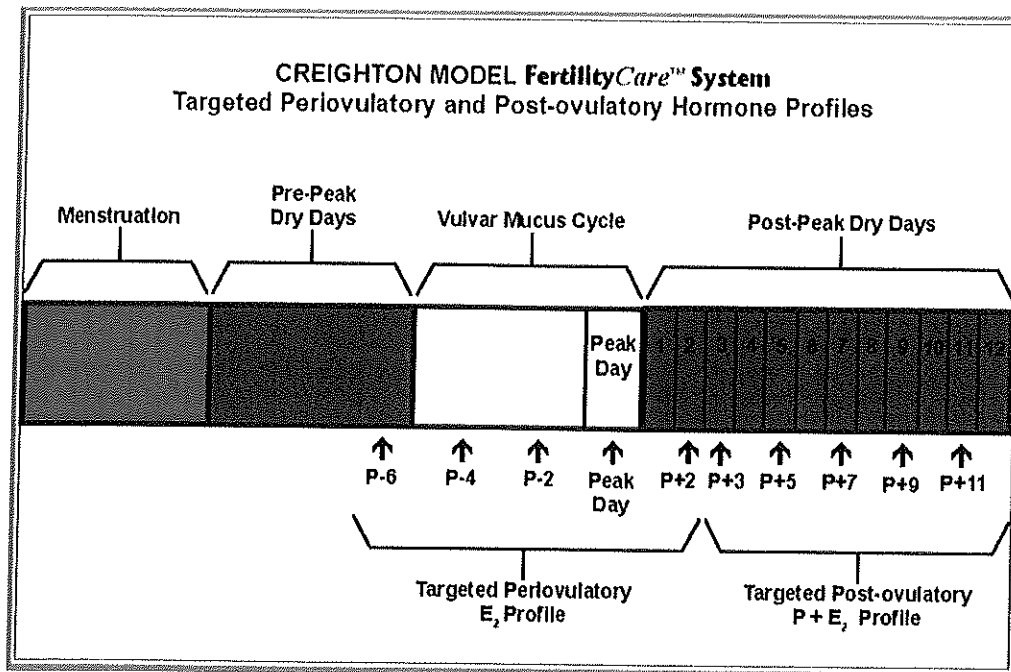 CREIGHTON MODEL FertilityCare™ System
Targeted Periovulatory and Post-ovulatory Hormone Profiles
Menstruation
Pre-Peak
Dry Days
Vulvar Mucus Cycle
Post-Peak Dry Days
Peak
Day
1 2 3 4 5 6 7 8 9 10 11 12
P-6 P-4 P-2 Peak
Day P+2 P+3 P+5 P+7 P+9 P+11
Targeted Periovulatory
E₂ Profile
Targeted Post-ovulatory
P + E₂ Profile